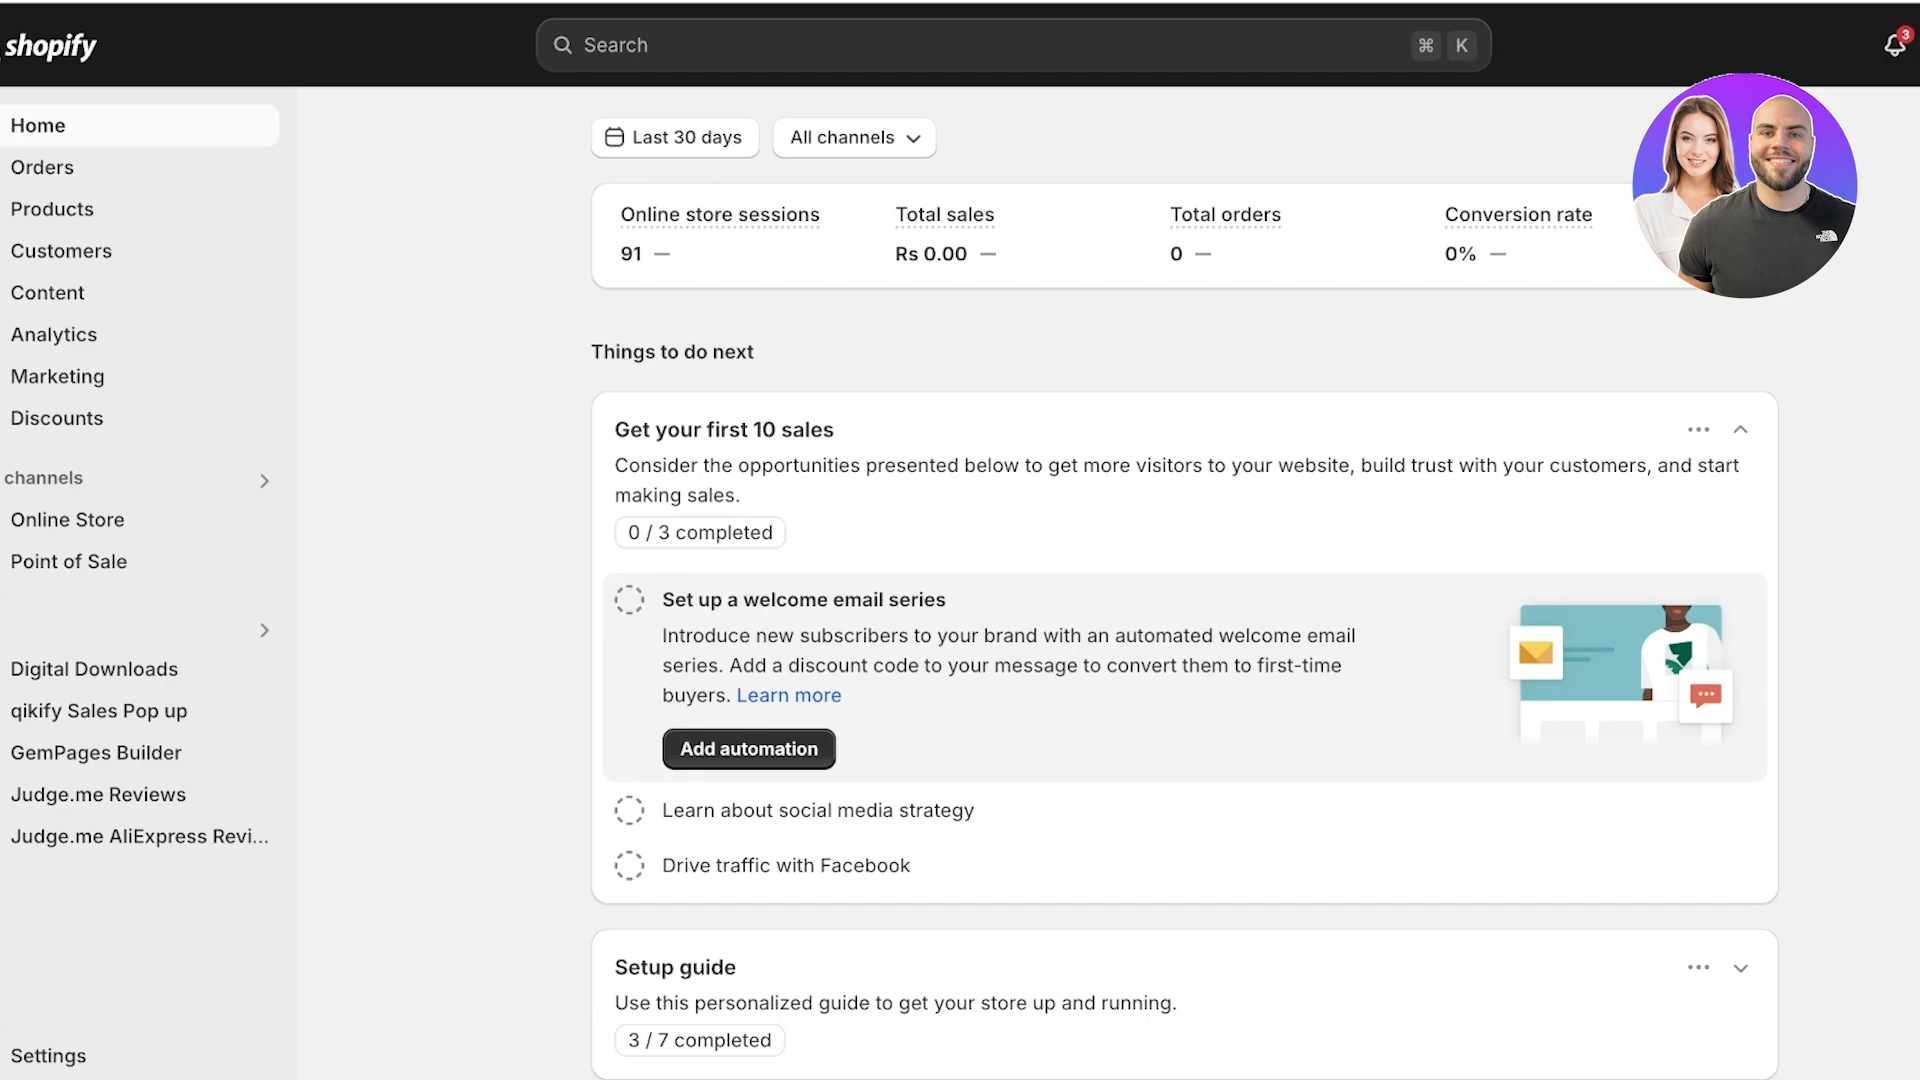 shopify
Search
⌘ K
3
Home
Orders
Products
Customers
Content
Analytics
Marketing
Discounts
channels
Online Store
Point of Sale
Digital Downloads
qikify Sales Pop up
GemPages Builder
Judge.me Reviews
Judge.me AliExpress Revi...
Settings
Last 30 days
All channels
Online store sessions
91 —
Total sales
Rs 0.00 —
Total orders
0 —
Conversion rate
0% —
THE NORTH FACE
Things to do next
Get your first 10 sales
Consider the opportunities presented below to get more visitors to your website, build trust with your customers, and start
making sales.
0 / 3 completed
Set up a welcome email series
Introduce new subscribers to your brand with an automated welcome email
series. Add a discount code to your message to convert them to first-time
buyers. Learn more
Add automation
Learn about social media strategy
Drive traffic with Facebook
Setup guide
Use this personalized guide to get your store up and running.
3 / 7 completed